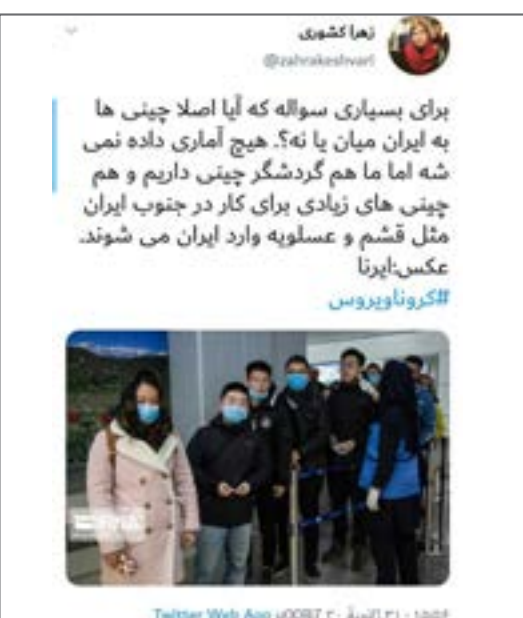 زهرا کشوری
@zahrakeshvari
برای بسیاری سواله که آیا اصلا چینی ها
به ایران میان یا نه؟. هیچ آماری داده نمی
شه اما ما هم گردشگر چینی داریم و هم
چینی های زیادی برای کار در جنوب ایران
مثل قشم و عسلویه وارد ایران می شوند.
عکس:ایرنا
#کروناویروس
Twitter Web App